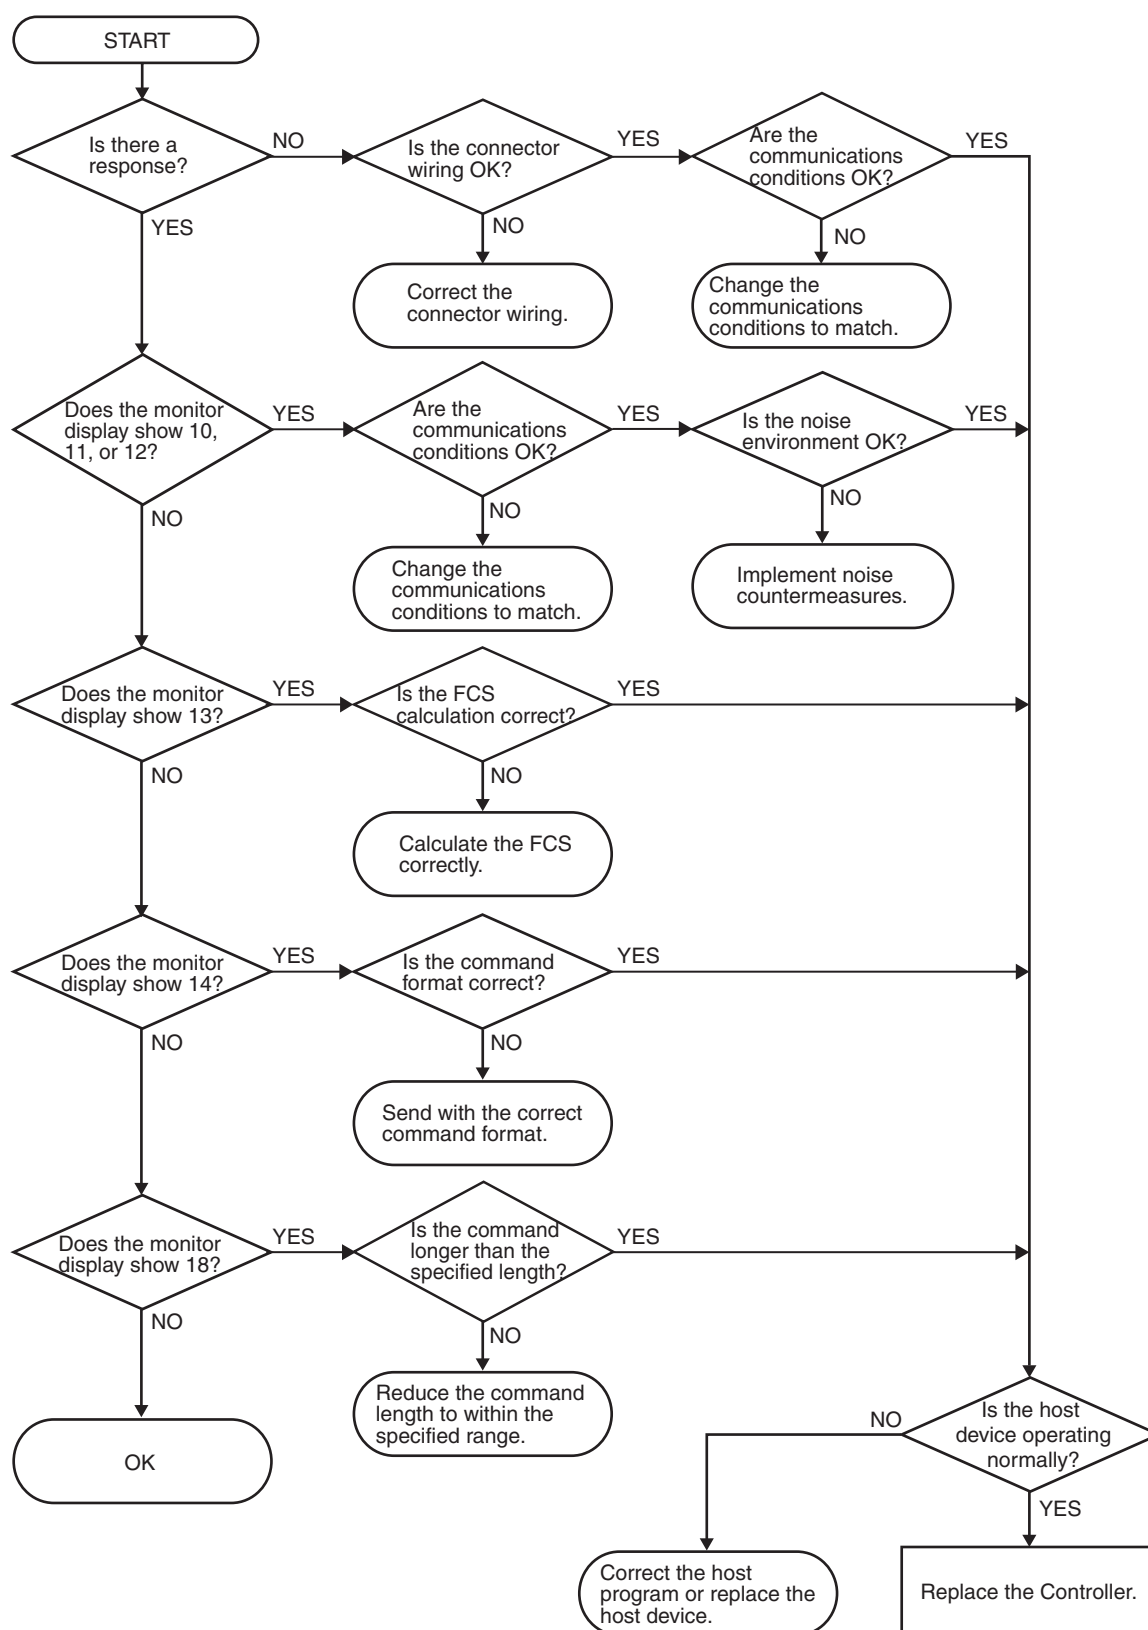 START
Is there a
response?
NO
Is the connector
wiring OK?
YES
Are the
communications
conditions OK?
YES
YES
NO
Correct the
connector wiring.
NO
Change the
communications
conditions to match.
Does the monitor
display show 10,
11, or 12?
YES
Are the
communications
conditions OK?
YES
Is the noise
environment OK?
YES
NO
NO
Change the
communications
conditions to match.
NO
Implement noise
countermeasures.
Does the monitor
display show 13?
YES
Is the FCS
calculation correct?
YES
NO
NO
Calculate the FCS
correctly.
Does the monitor
display show 14?
YES
Is the command
format correct?
YES
NO
NO
Send with the correct
command format.
Does the monitor
display show 18?
YES
Is the command
longer than the
specified length?
YES
NO
NO
Reduce the command
length to within the
specified range.
OK
Is the host
device operating
normally?
NO
YES
Correct the host
program or replace the
host device.
Replace the Controller.